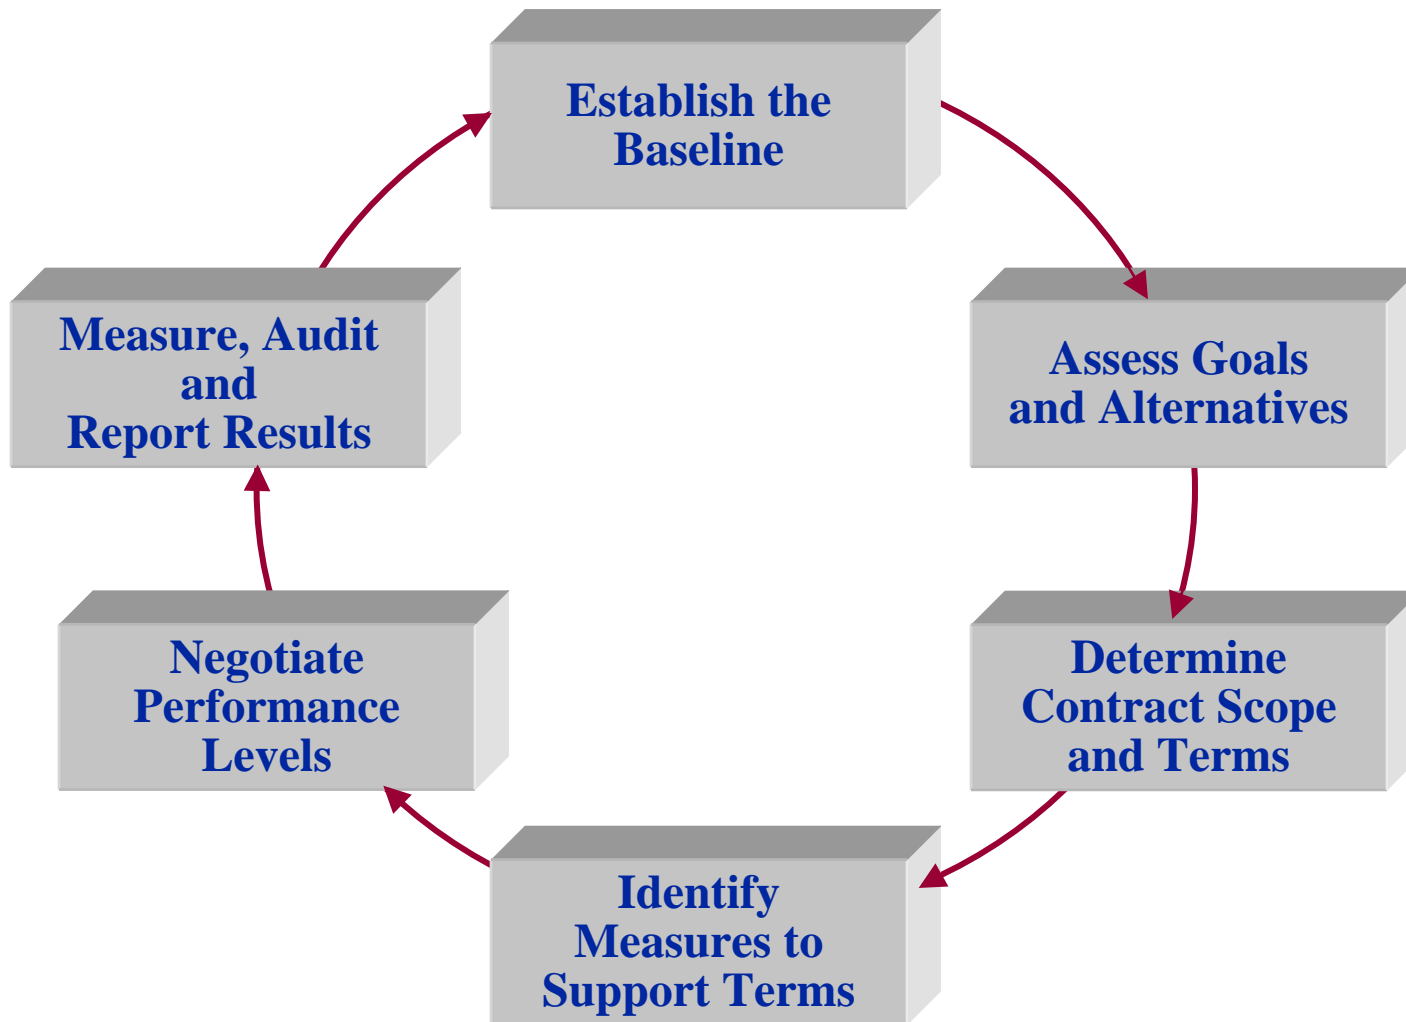 Establish the
Baseline
Assess Goals
and Alternatives
Determine
Contract Scope
and Terms
Identify
Measures to
Support Terms
Negotiate
Performance
Levels
Measure, Audit
and
Report Results